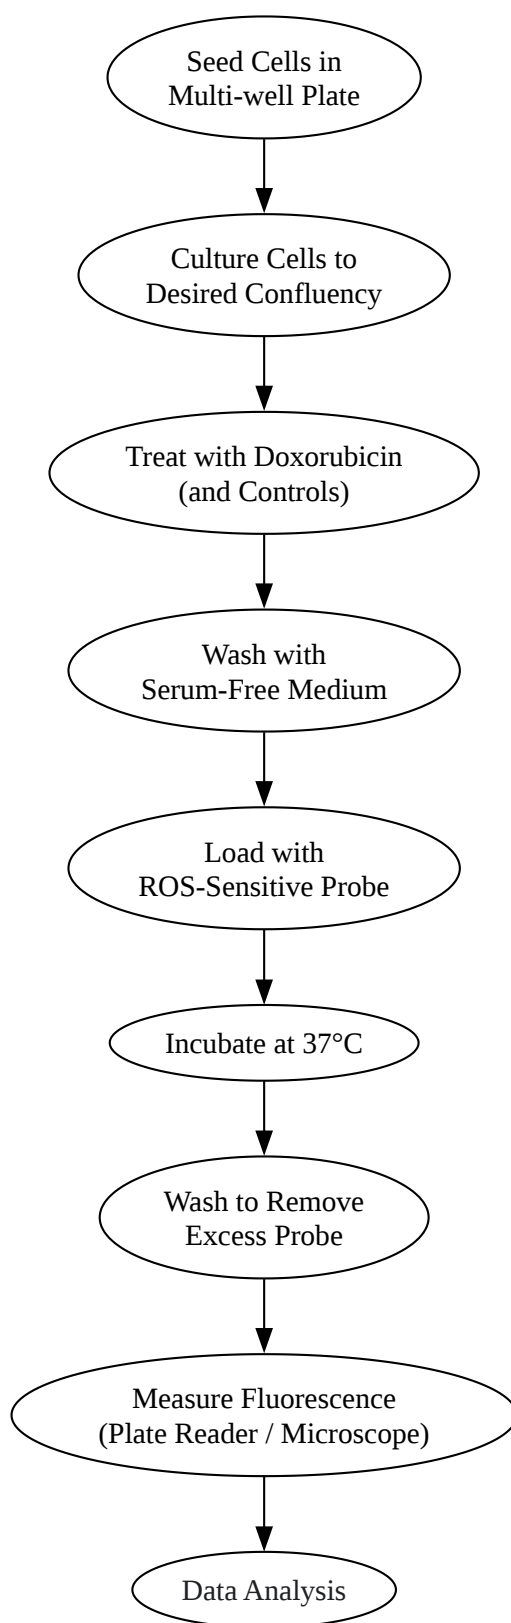 Seed Cells in
Multi-well Plate
Culture Cells to
Desired Confluency
Treat with Doxorubicin
(and Controls)
Wash with
Serum-Free Medium
Load with
ROS-Sensitive Probe
Incubate at 37°C
Wash to Remove
Excess Probe
Measure Fluorescence
(Plate Reader / Microscope)
Data Analysis